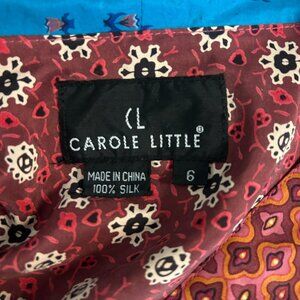 CL
CAROLE LITTLE®
MADE IN CHINA
100% SILK
6